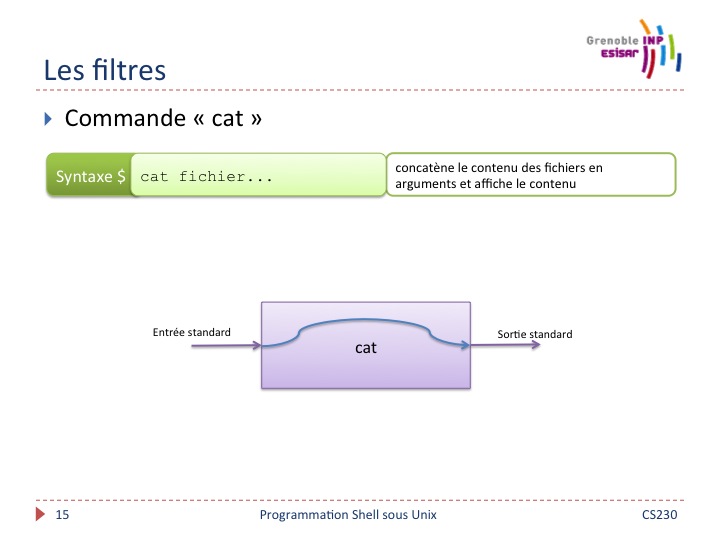 Grenoble INP
ESISAR
Les filtres
Commande « cat »
Syntaxe $ cat fichier...
concatène le contenu des fichiers en
arguments et affiche le contenu
Entrée standard
cat
Sortie standard
15 Programmation Shell sous Unix CS230